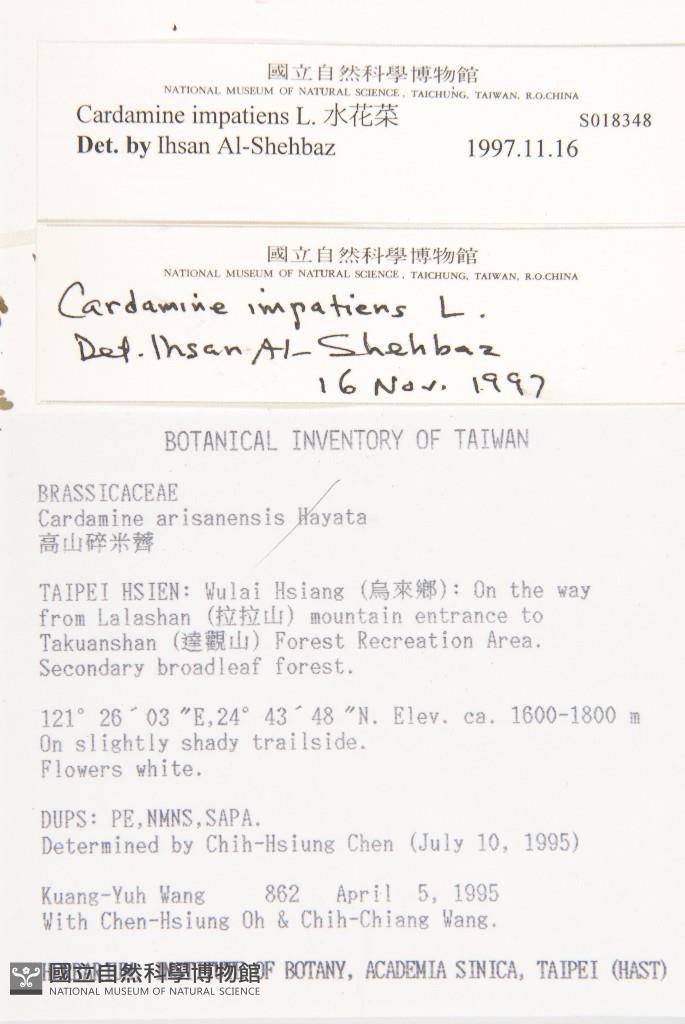 國立自然科學博物館
NATIONAL MUSEUM OF NATURAL SCIENCE, TAICHUNG, TAIWAN, R.O.CHINA
Cardamine impatiens L. 水花菜 S018348
Det. by Ihsan Al-Shehbaz 1997.11.16
國立自然科學博物館
NATIONAL MUSEUM OF NATURAL SCIENCE, TAICHUNG, TAIWAN, R.O.CHINA
Cardamine impatiens L.
Det. Ihsan Al-Shehbaz
16 Nov. 1997
BOTANICAL INVENTORY OF TAIWAN
BRASSICACEAE
Cardamine arisanensis Hayata
高山碎米薺
TAIPEI HSIEN: Wulai Hsiang (烏來鄉): On the way
from Lalashan (拉拉山) mountain entrance to
Takuanshan (達觀山) Forest Recreation Area.
Secondary broadleaf forest.
121° 26´03˝E,24° 43´48˝N. Elev. ca. 1600-1800 m
On slightly shady trailside.
Flowers white.
DUPS: PE,NMNS,SAPA.
Determined by Chih-Hsiung Chen (July 10, 1995)
Kuang-Yuh Wang 862 April 5, 1995
With Chen-Hsiung Oh & Chih-Chiang Wang.
OF BOTANY, ACADEMIA SINICA, TAIPEI (HAST)
國立自然科學博物館
NATIONAL MUSEUM OF NATURAL SCIENCE